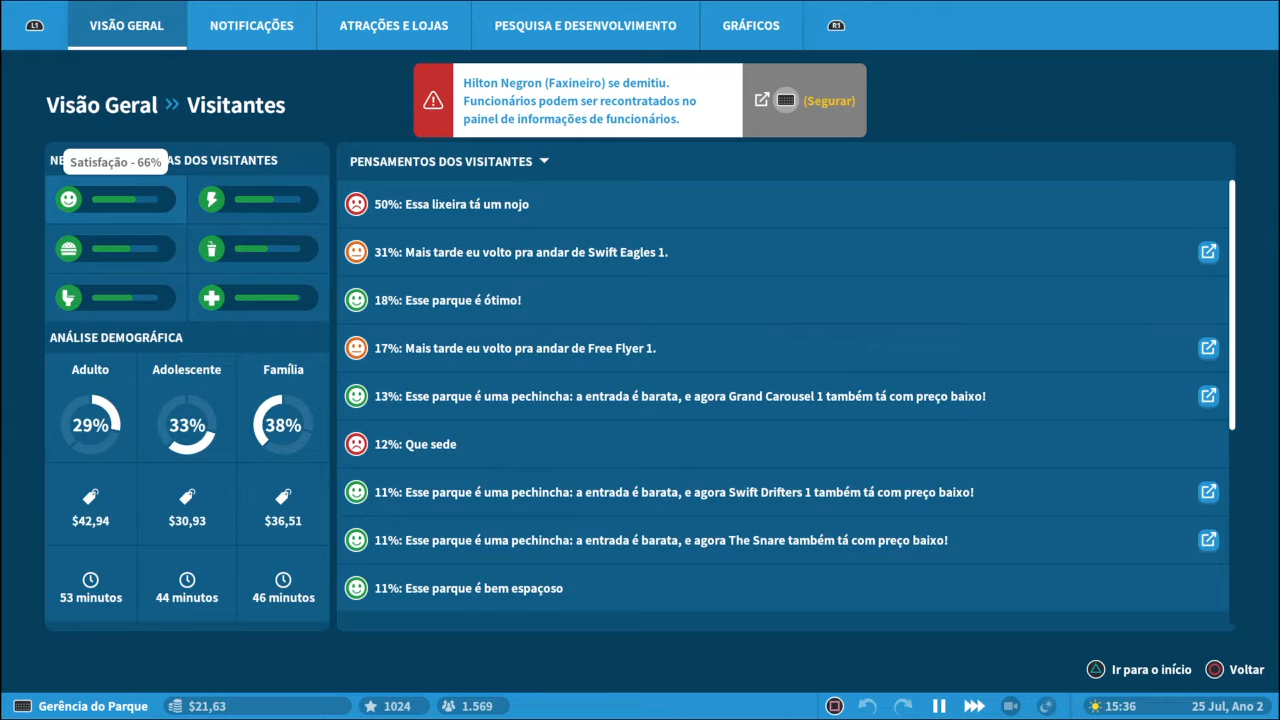 L1
VISÃO GERAL
NOTIFICAÇÕES
ATRAÇÕES E LOJAS
PESQUISA E DESENVOLVIMENTO
GRÁFICOS
R1
Visão Geral » Visitantes
Hilton Negron (Faxineiro) se demitiu.
Funcionários podem ser recontratados no
painel de informações de funcionários.
(Segurar)
Satisfação - 66%
AS DOS VISITANTES
PENSAMENTOS DOS VISITANTES
50%: Essa lixeira tá um nojo
31%: Mais tarde eu volto pra andar de Swift Eagles 1.
18%: Esse parque é ótimo!
17%: Mais tarde eu volto pra andar de Free Flyer 1.
13%: Esse parque é uma pechincha: a entrada é barata, e agora Grand Carousel 1 também tá com preço baixo!
12%: Que sede
11%: Esse parque é uma pechincha: a entrada é barata, e agora Swift Drifters 1 também tá com preço baixo!
11%: Esse parque é uma pechincha: a entrada é barata, e agora The Snare também tá com preço baixo!
11%: Esse parque é bem espaçoso
ANÁLISE DEMOGRÁFICA
Adulto
Adolescente
Família
29%
33%
38%
$42,94
$30,93
$36,51
53 minutos
44 minutos
46 minutos
Ir para o início
Voltar
Gerência do Parque
$21,63
1024
1.569
15:36
25 Jul, Ano 2